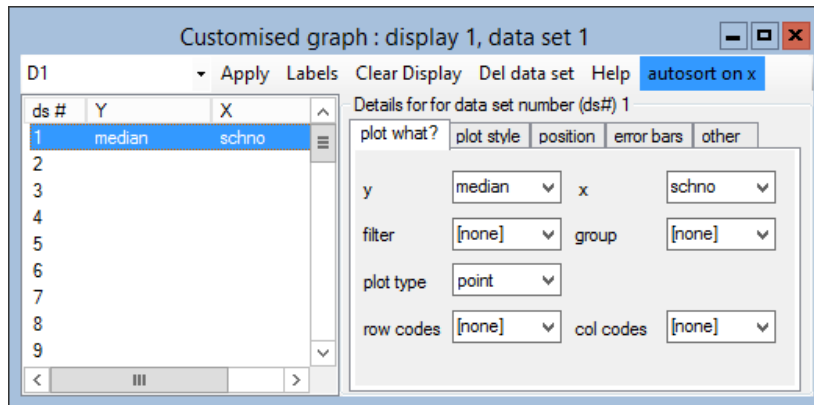 Customised graph : display 1, data set 1
D1 Apply Labels Clear Display Del data set Help autosort on x
ds # Y X
1 median schno
2
3
4
5
6
7
8
9
Details for for data set number (ds#) 1
plot what? plot style position error bars other
y median x schno
filter [none] group [none]
plot type point
row codes [none] col codes [none]